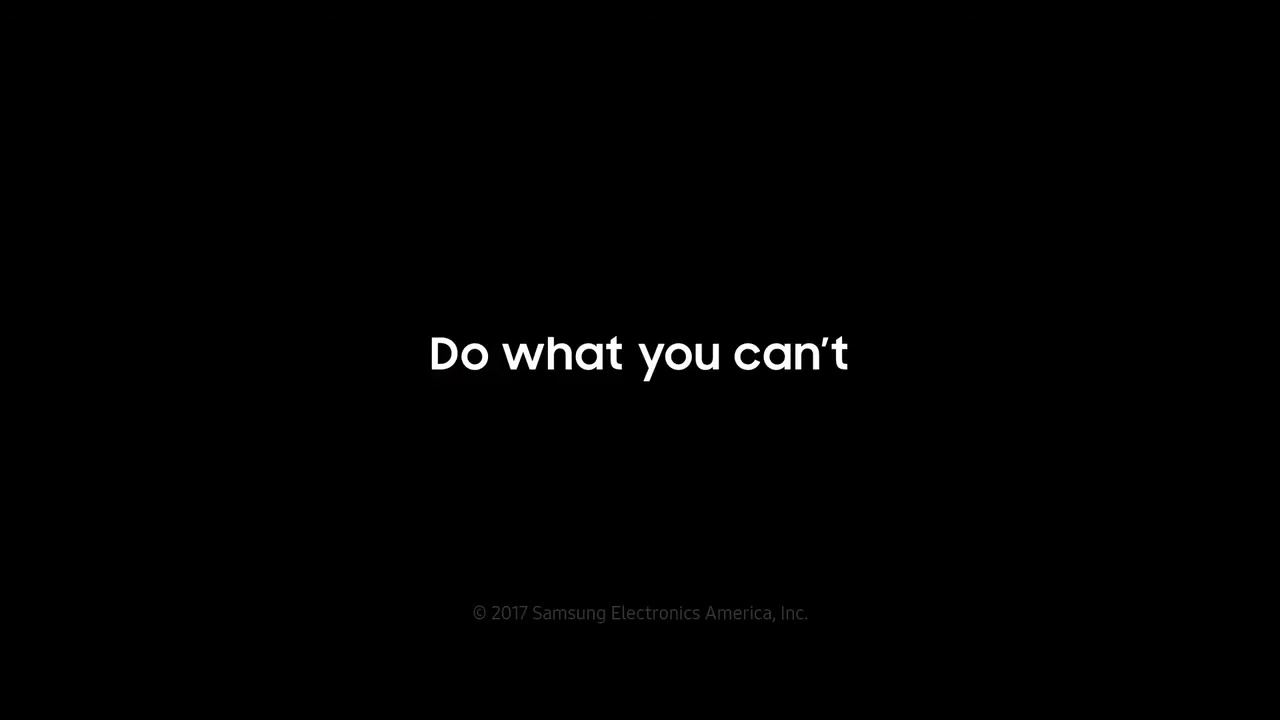 Do what you can’t
© 2017 Samsung Electronics America, Inc.